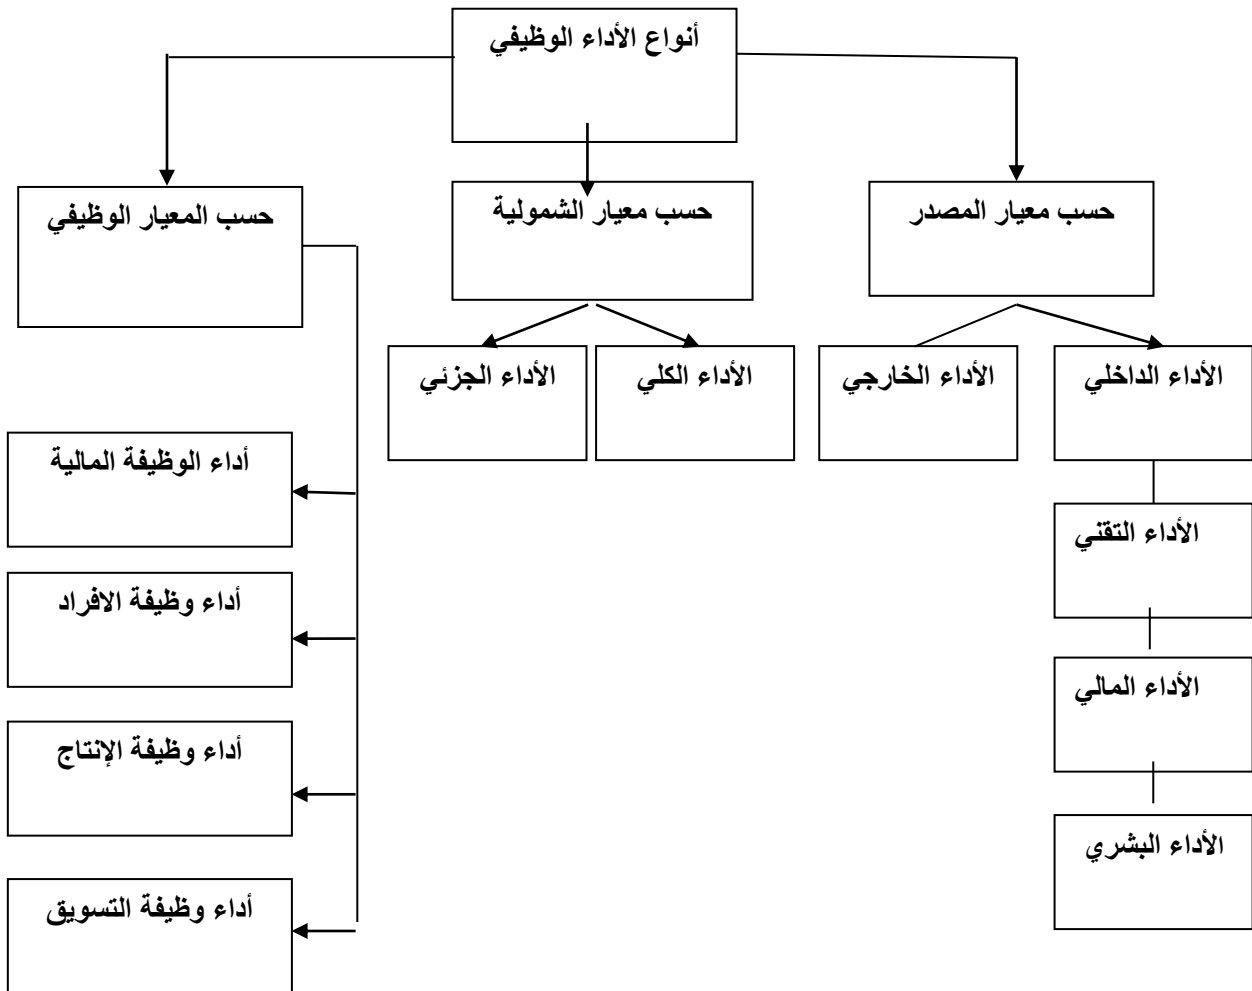 أنواع الأداء الوظيفي
حسب معيار المصدر
حسب معيار الشمولية
حسب المعيار الوظيفي
الأداء الداخلي
الأداء الخارجي
الأداء الكلي
الأداء الجزئي
أداء الوظيفة المالية
الأداء التقني
أداء وظيفة الافراد
الأداء المالي
أداء وظيفة الإنتاج
الأداء البشري
أداء وظيفة التسويق